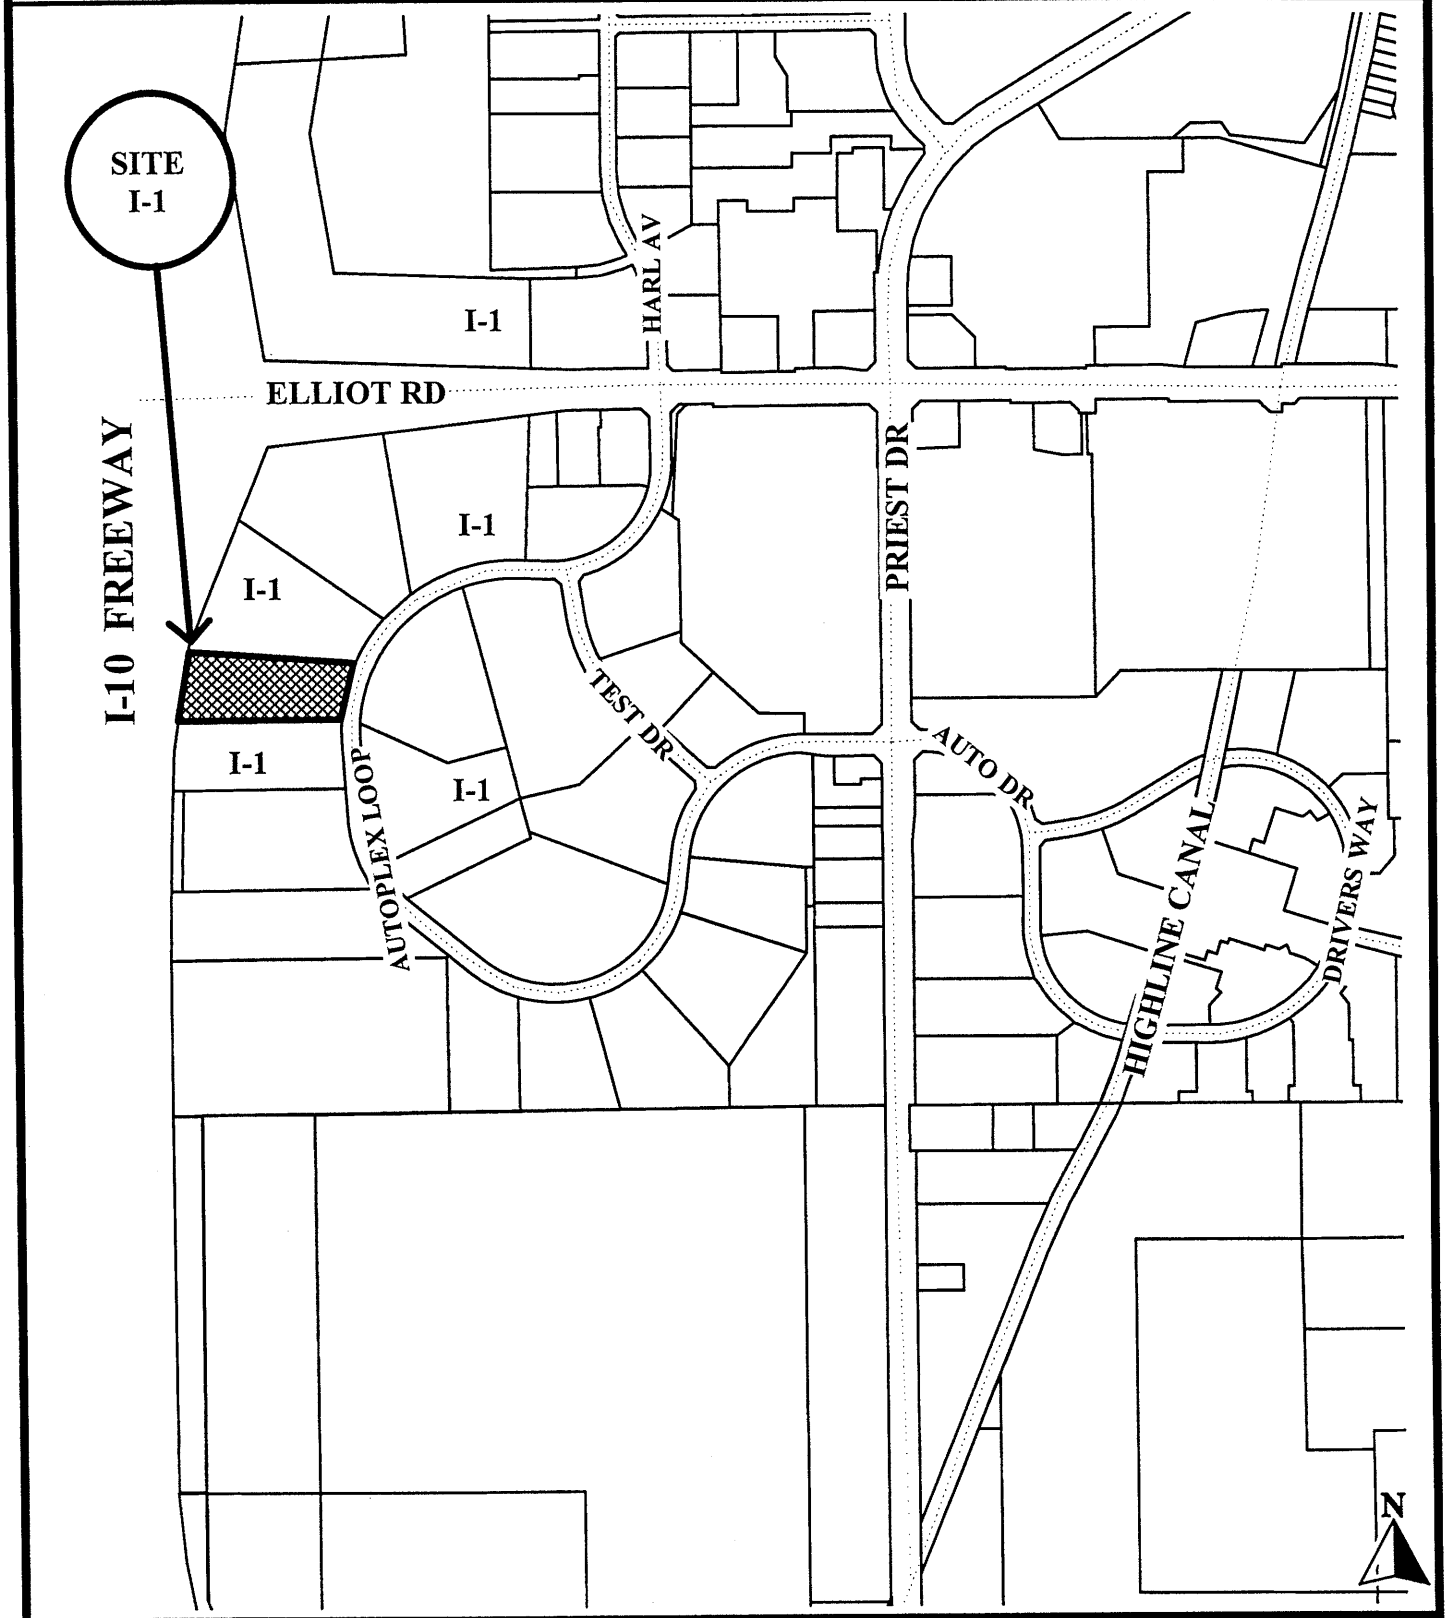 SITE
I-1
HARL AV
I-1
ELLIOT RD
I-10 FREEWAY
PRIEST DR
I-1
I-1
TEST DR
AUTO DR
I-1
I-1
AUTOPLEX LOOP
HIGHLINE CANAL
DRIVERS WAY
N